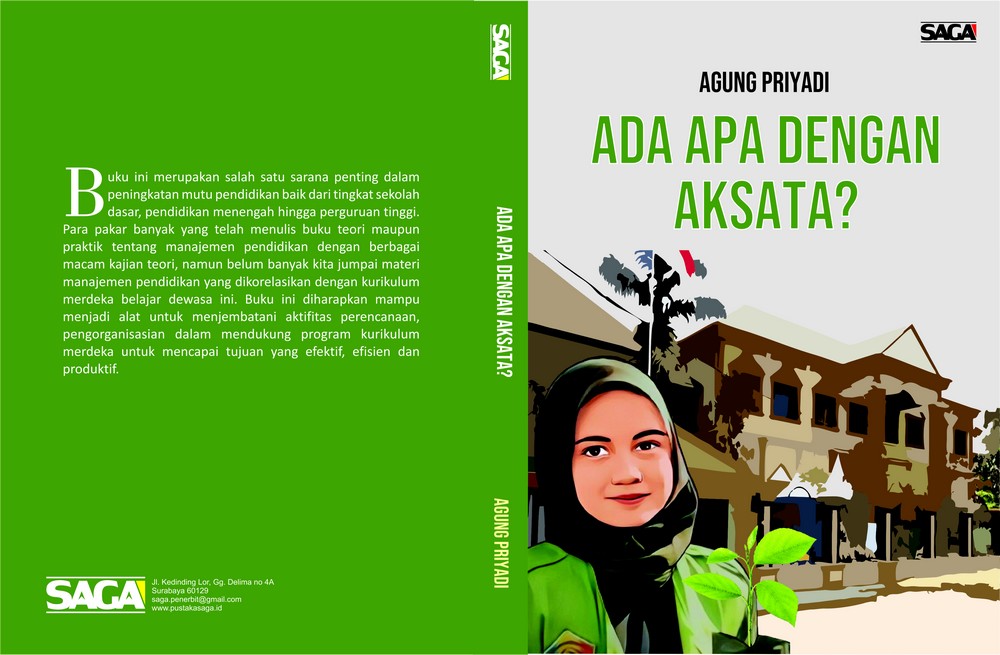 Buku ini merupakan salah satu sarana penting dalam
peningkatan mutu pendidikan baik dari tingkat sekolah
dasar, pendidikan menengah hingga perguruan tinggi.
Para pakar banyak yang telah menulis buku teori maupun
praktik tentang manajemen pendidikan dengan berbagai
macam kajian teori, namun belum banyak kita jumpai materi
manajemen pendidikan yang dikorelasikan dengan kurikulum
merdeka belajar dewasa ini. Buku ini diharapkan mampu
menjadi alat untuk menjembatani aktifitas perencanaan,
pengorganisasian dalam mendukung program kurikulum
merdeka untuk mencapai tujuan yang efektif, efisien dan
produktif.
SAGA
Jl. Kedinding Lor, Gg. Delima no 4A
Surabaya 60129
saga.penerbit@gmail.com
www.pustakasaga.id
SAGA
ADA APA DENGAN AKSATA?
AGUNG PRIYADI
SAGA
AGUNG PRIYADI
ADA APA DENGAN
AKSATA?